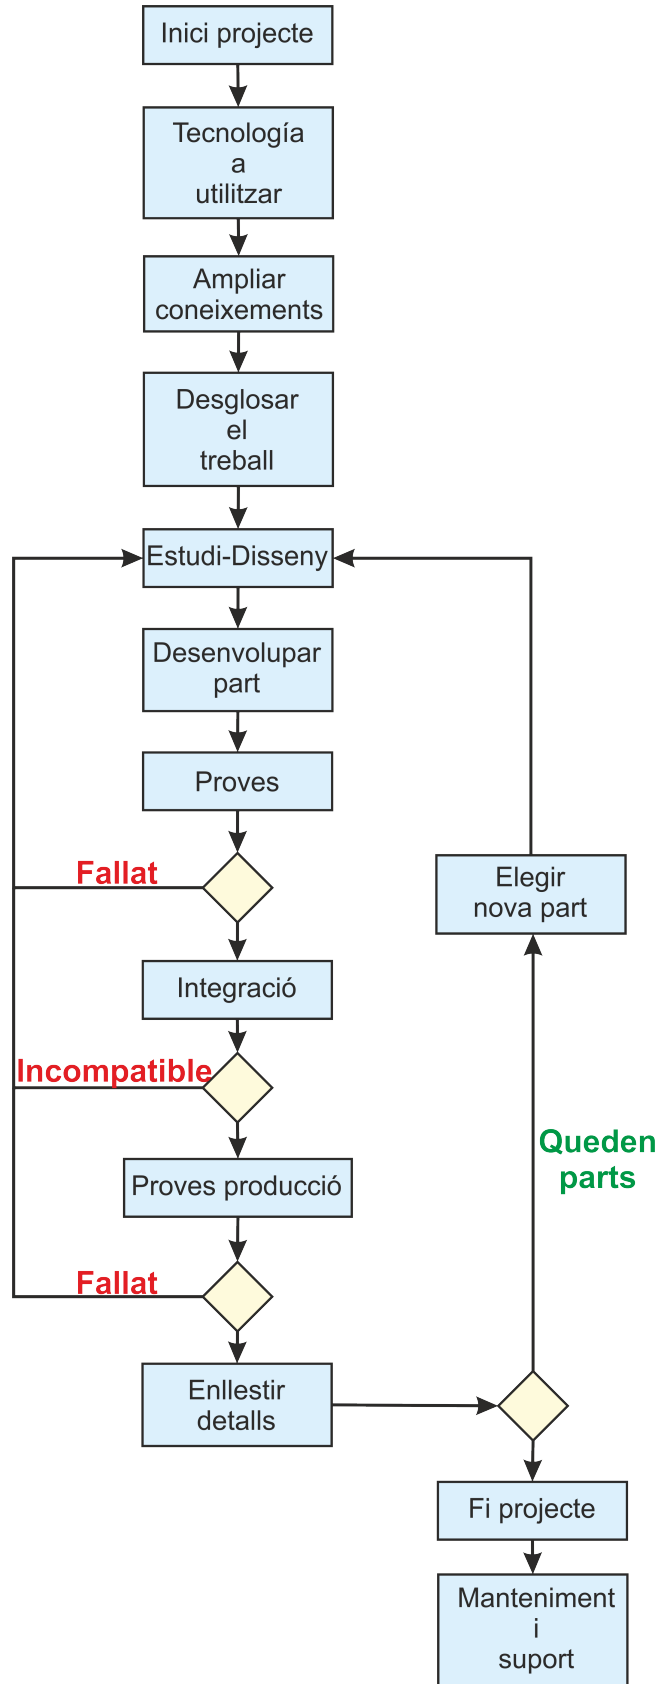 Inici projecte
Tecnología
a
utilitzar
Ampliar
coneixements
Desglosar
el
treball
Estudi-Disseny
Desenvolupar
part
Proves
Fallat
Elegir
nova part
Integració
Incompatible
Queden
parts
Proves producció
Fallat
Enllestir
detalls
Fi projecte
Manteniment
i
suport